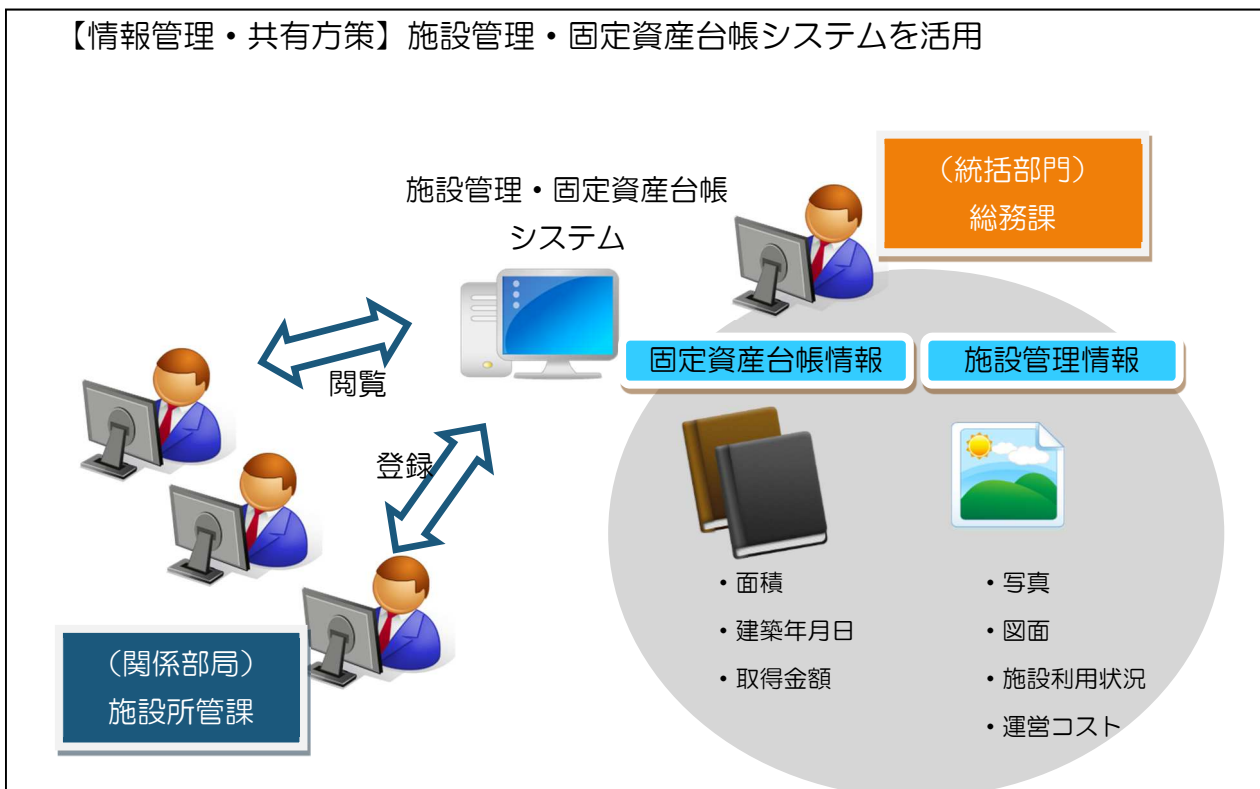 【情報管理・共有方策】施設管理・固定資産台帳システムを活用
（統括部門）
総務課
施設管理・固定資産台帳
システム
固定資産台帳情報
施設管理情報
閲覧
登録
・面積
・建築年月日
・取得金額
・写真
・図面
・施設利用状況
・運営コスト
（関係部局）
施設所管課